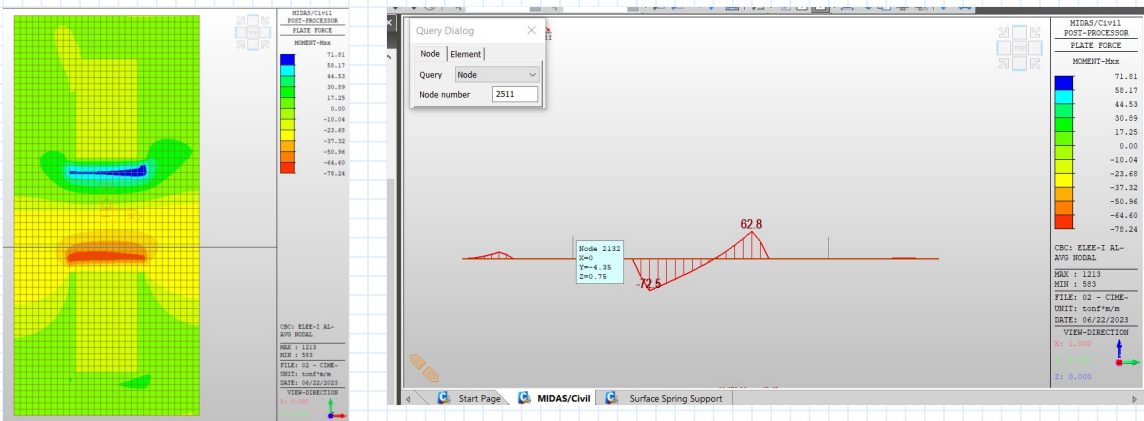 MIDAS/Civil
POST-PROCESSOR
PLATE FORCE
MOMENT-Mxx
71.81
58.17
44.53
30.89
17.25
0.00
-10.04
-23.68
-37.32
-50.96
-64.60
-78.24
CBC: ELEE-I AL~
AVG NODAL
MAX : 1213
MIN : 583
FILE: 02 - CIME~
UNIT: tonf*m/m
DATE: 06/22/2023
VIEW-DIRECTION
X: 0.000
Query Dialog
Node
Element
Query
Node
Node number
2511
Node 2132
X=0
Y=-4.35
Z=0.75
62.8
-72.5
TOP
MIDAS/Civil
POST-PROCESSOR
PLATE FORCE
MOMENT-Mxx
71.81
58.17
44.53
30.89
17.25
0.00
-10.04
-23.68
-37.32
-50.96
-64.60
-78.24
CBC: ELEE-I AL~
AVG NODAL
MAX : 1213
MIN : 583
FILE: 02 - CIME~
UNIT: tonf*m/m
DATE: 06/22/2023
VIEW-DIRECTION
X: 1.000
Z: 0.000
Start Page
MIDAS/Civil
Surface Spring Support